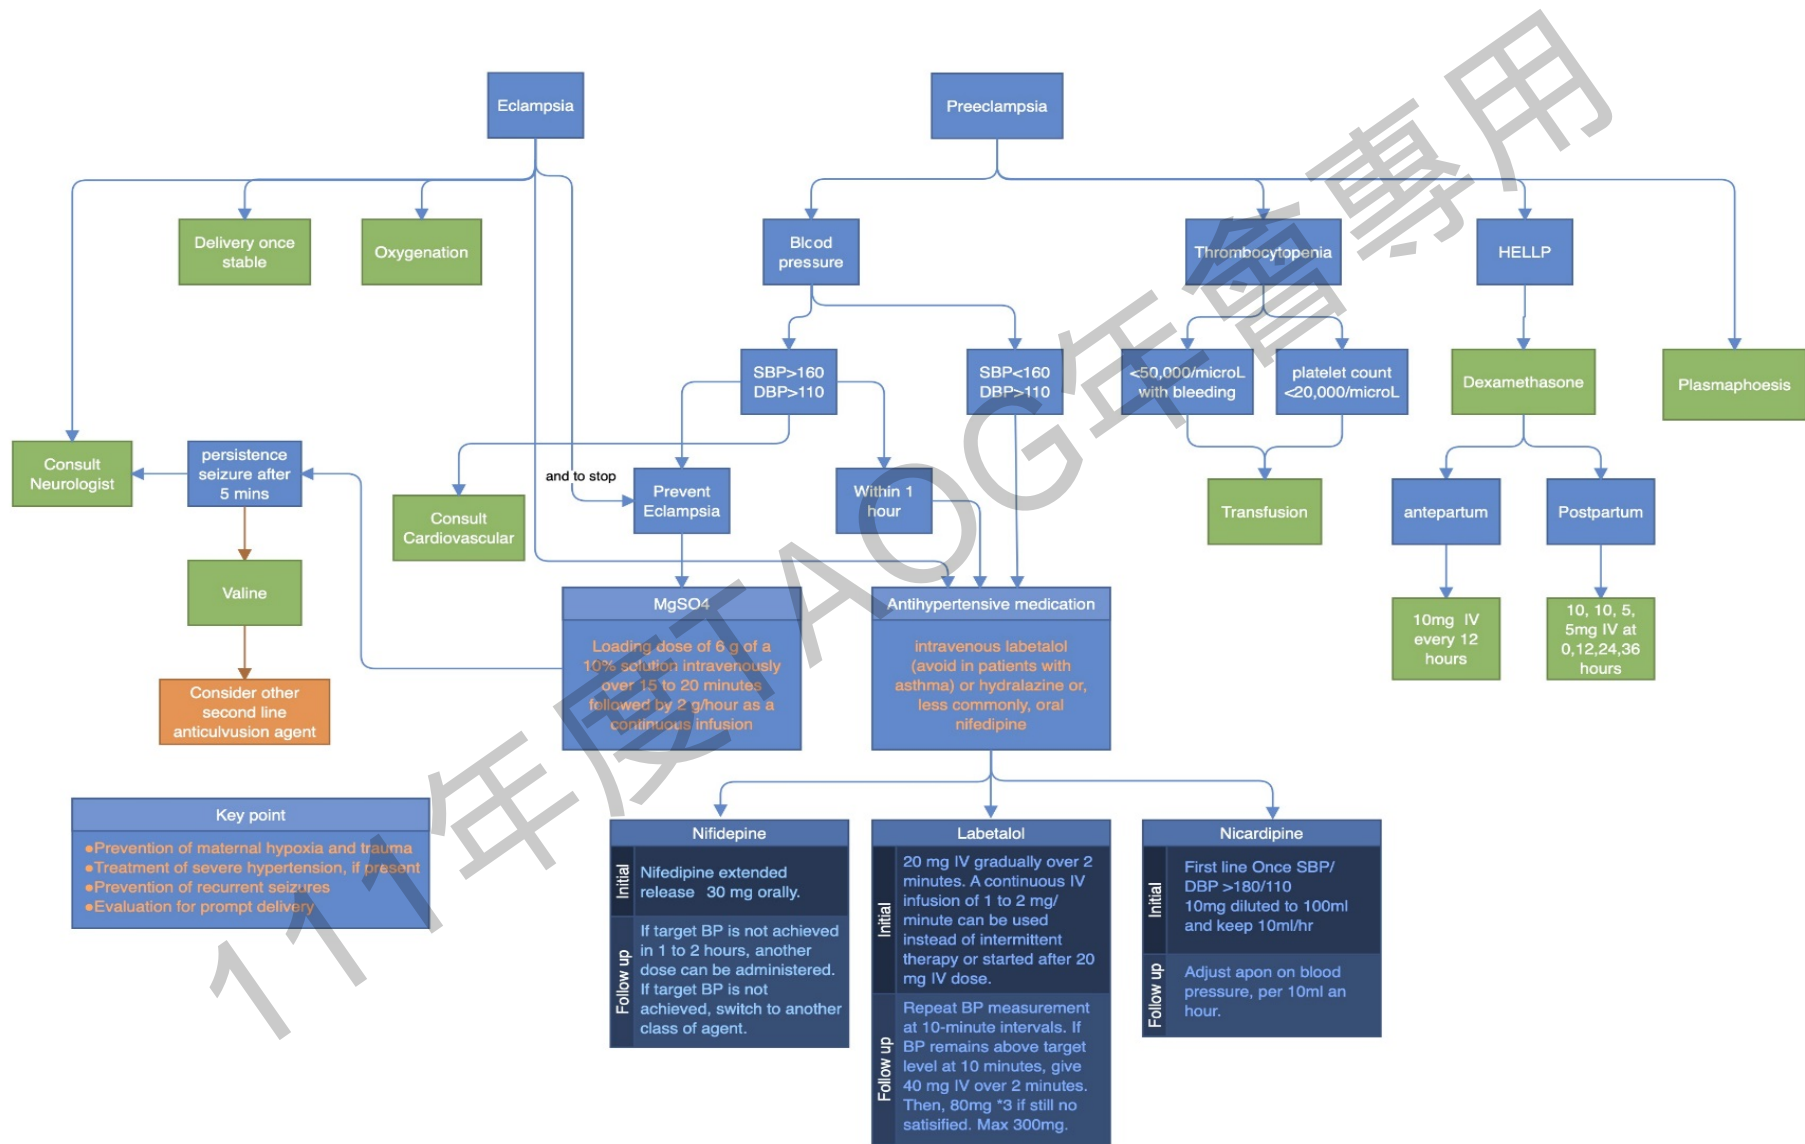 Eclampsia
Preeclampsia
Delivery once
stable
Oxygenation
Blood
pressure
Thrombocytopenia
HELLP
SBP>160
DBP>110
SBP<160
DBP>110
<50,000/microL
with bleeding
platelet count
<20,000/microL
Dexamethasone
Plasmaphoesis
Consult
Neurologist
persistence
seizure after
5 mins
and to stop
Consult
Cardiovascular
Prevent
Eclampsia
Within 1
hour
Transfusion
antepartum
Postpartum
Valine
MgSO4
Loading dose of 6 g of a
10% solution intravenously
over 15 to 20 minutes
followed by 2 g/hour as a
continuous infusion
Antihypertensive medication
intravenous labetalol
(avoid in patients with
asthma) or hydralazine or,
less commonly, oral
nifedipine
10mg IV
every 12
hours
10, 10, 5,
5mg IV at
0,12,24,36
hours
Consider other
second line
anticulvusion agent
Key point
●Prevention of maternal hypoxia and trauma
●Treatment of severe hypertension, if present
●Prevention of recurrent seizures
●Evaluation for prompt delivery
Nifidepine
Initial
Nifedipine extended
release 30 mg orally.
Follow up
If target BP is not achieved
in 1 to 2 hours, another
dose can be administered.
If target BP is not
achieved, switch to another
class of agent.
Labetalol
Initial
20 mg IV gradually over 2
minutes. A continuous IV
infusion of 1 to 2 mg/
minute can be used
instead of intermittent
therapy or started after 20
mg IV dose.
Follow up
Repeat BP measurement
at 10-minute intervals. If
BP remains above target
level at 10 minutes, give
40 mg IV over 2 minutes.
Then, 80mg *3 if still no
satisified. Max 300mg.
Nicardipine
Initial
First line Once SBP/
DBP >180/110
10mg diluted to 100ml
and keep 10ml/hr
Follow up
Adjust apon on blood
pressure, per 10ml an
hour.
111年度TAOG年會專用